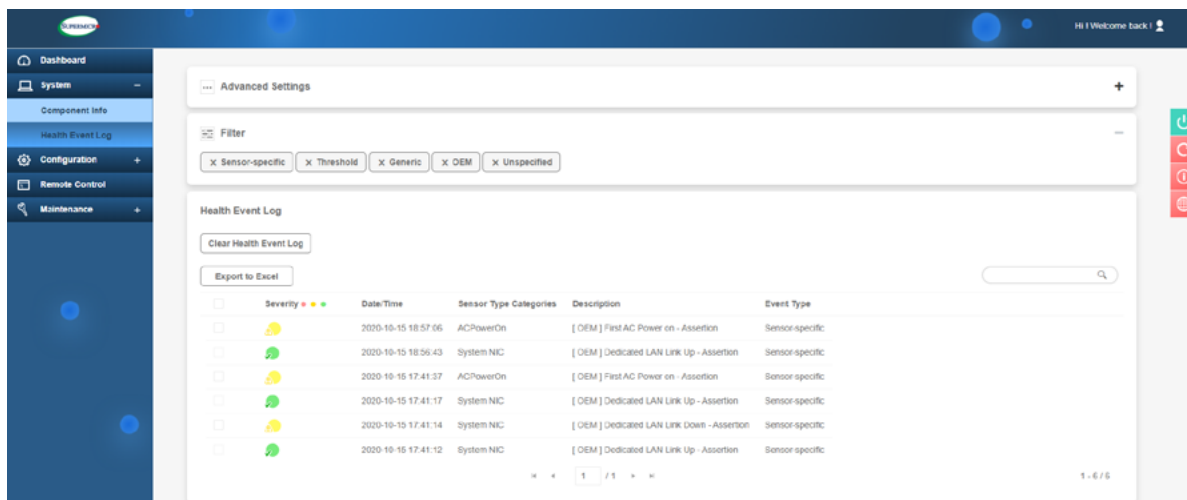 SUPERMICR
Hi ! Welcome back !
Dashboard
System
Component Info
Health Event Log
Configuration
Remote Control
Maintenance
Advanced Settings
Filter
x Sensor-specific x Threshold x Generic x OEM x Unspecified
Health Event Log
Clear Health Event Log
Export to Excel
Severity Date/Time Sensor Type Categories Description Event Type
2020-10-15 18:57:06 ACPowerOn [ OEM ] First AC Power on - Assertion Sensor-specific
2020-10-15 18:56:43 System NIC [ OEM ] Dedicated LAN Link Up - Assertion Sensor-specific
2020-10-15 17:41:37 ACPowerOn [ OEM ] First AC Power on - Assertion Sensor-specific
2020-10-15 17:41:17 System NIC [ OEM ] Dedicated LAN Link Up - Assertion Sensor-specific
2020-10-15 17:41:14 System NIC [ OEM ] Dedicated LAN Link Down - Assertion Sensor-specific
2020-10-15 17:41:12 System NIC [ OEM ] Dedicated LAN Link Up - Assertion Sensor-specific
1 / 1
1 - 6 / 6